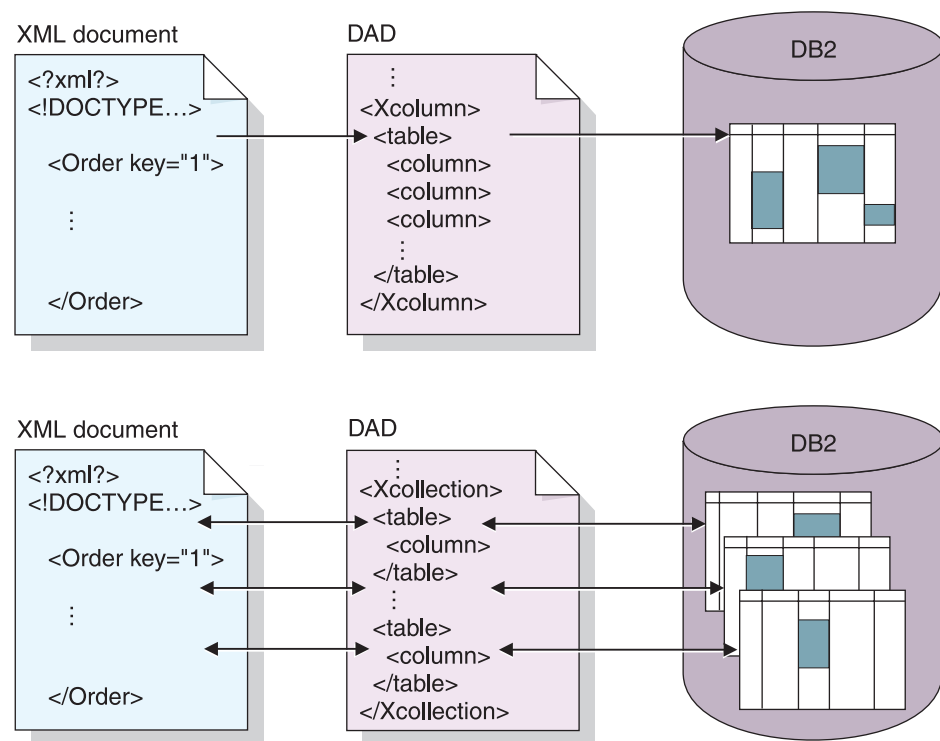 XML document
<?xml?>
<!DOCTYPE...>
<Order key="1">
⋮
</Order>
DAD
⋮
<Xcolumn>
<table>
<column>
<column>
<column>
⋮
</table>
</Xcolumn>
DB2
XML document
<?xml?>
<!DOCTYPE...>
<Order key="1">
⋮
</Order>
DAD
⋮
<Xcollection>
<table>
<column>
</table>
⋮
<table>
<column>
</table>
</Xcollection>
DB2